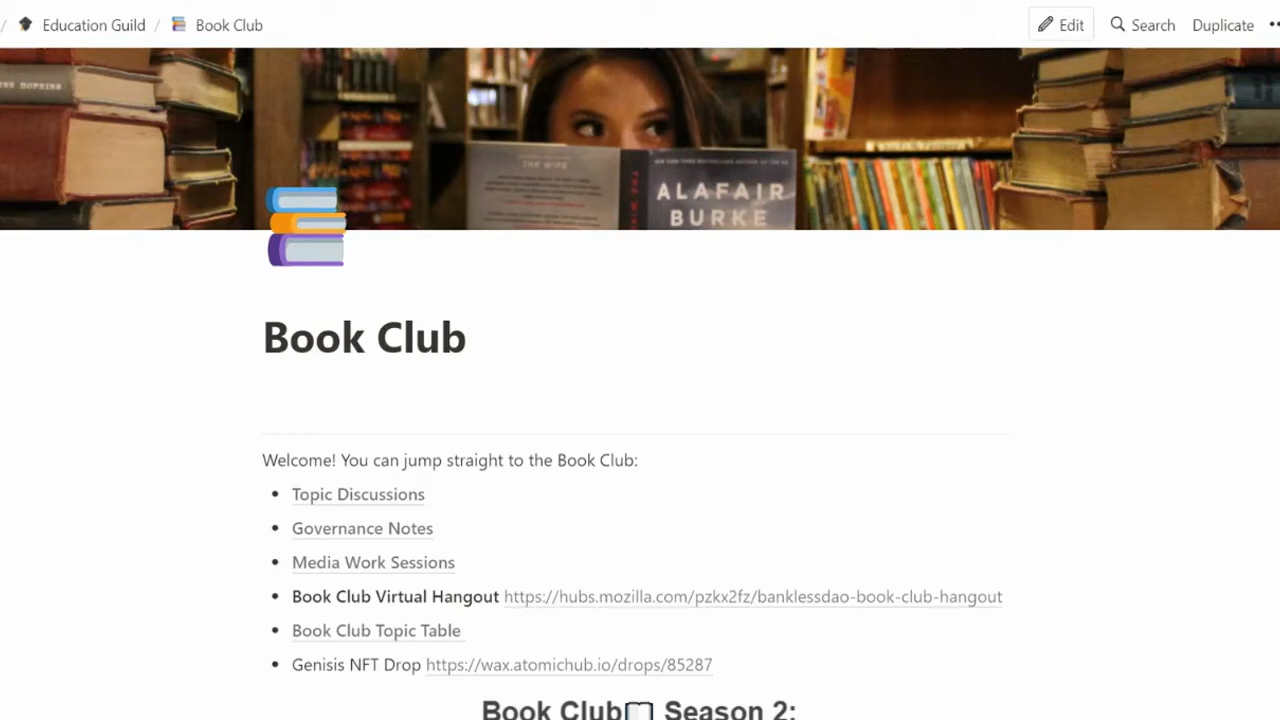 / Education Guild / Book Club
Edit Search Duplicate
HOPKINS
THE WIFE
ALAFAIR
BURKE
Book Club
Welcome! You can jump straight to the Book Club:
• Topic Discussions
• Governance Notes
• Media Work Sessions
• Book Club Virtual Hangout https://hubs.mozilla.com/pzkx2fz/banklessdao-book-club-hangout
• Book Club Topic Table
• Genisis NFT Drop https://wax.atomichub.io/drops/85287
Book Club Season 2: